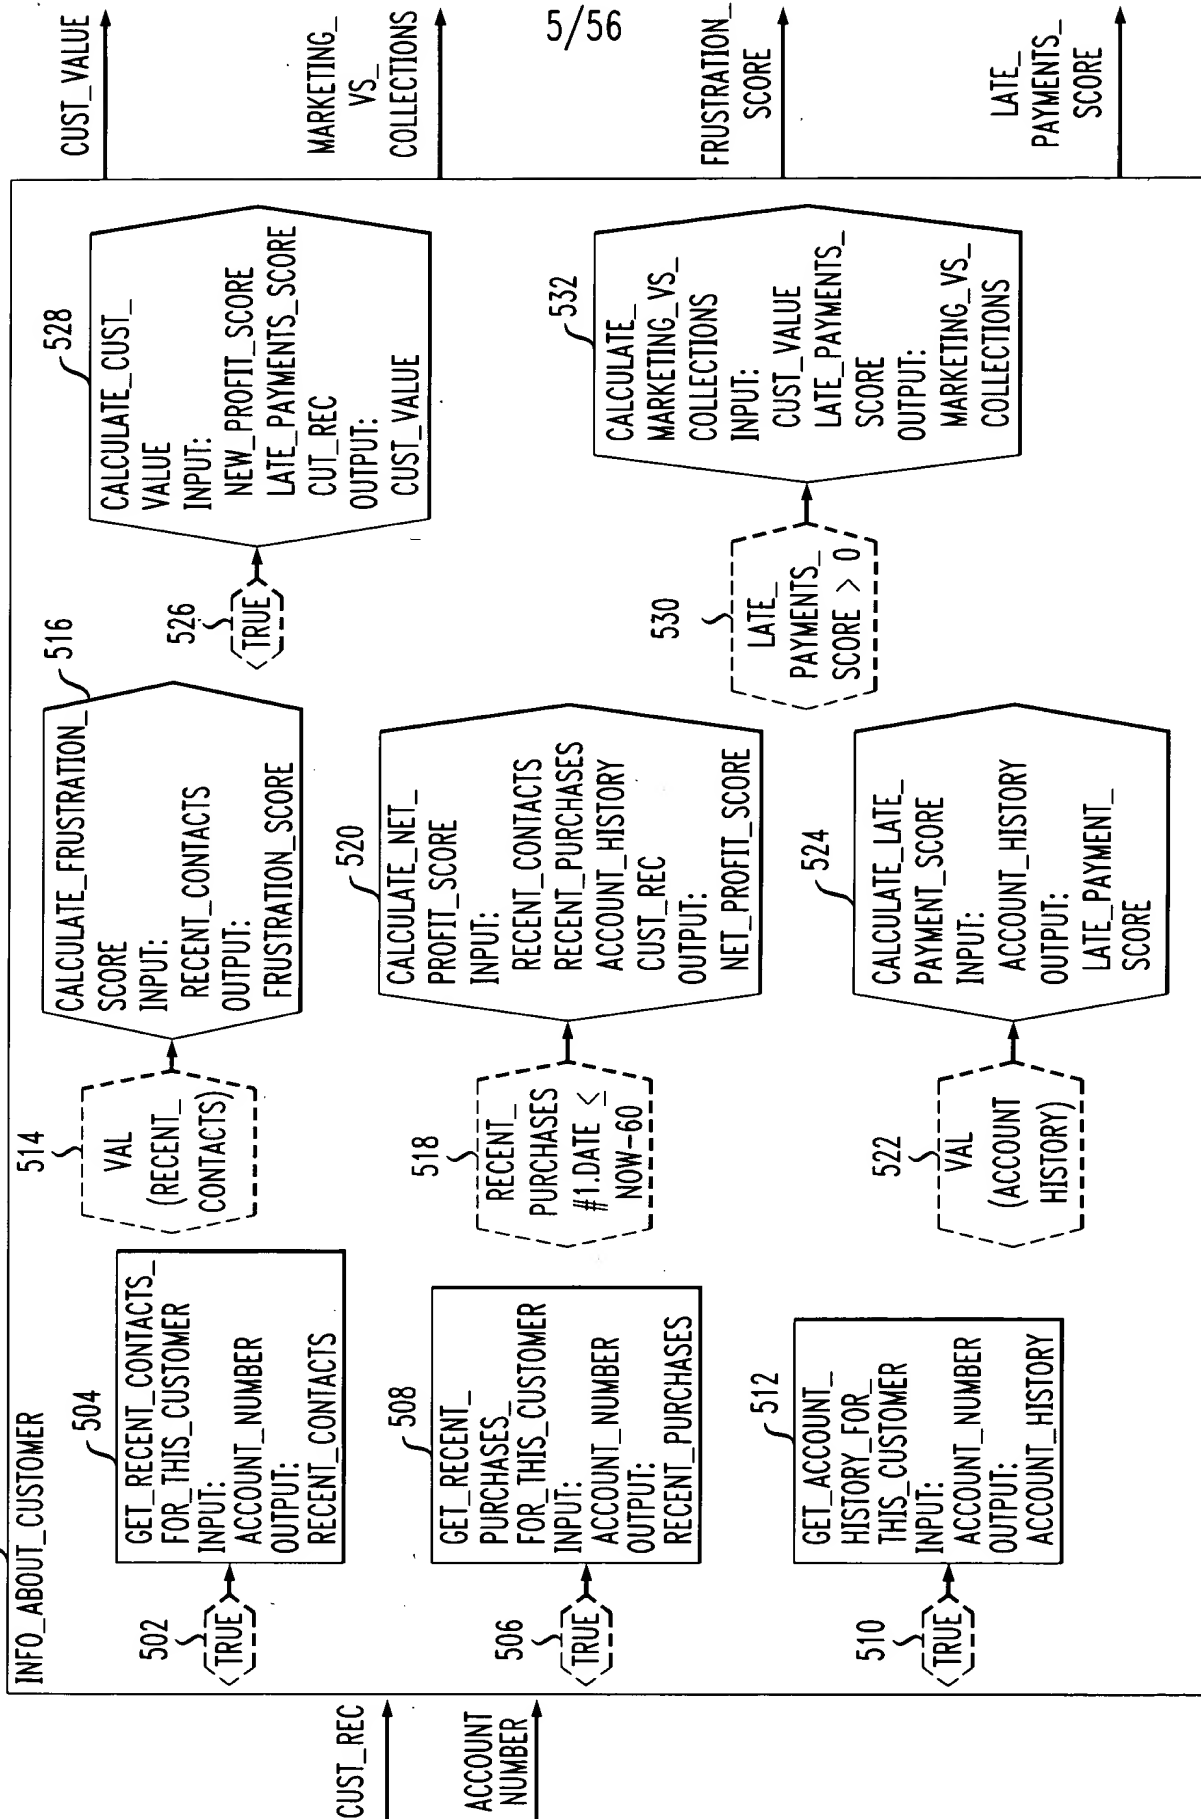 5/56
INFO_ABOUT_CUSTOMER
CUST_REC
ACCOUNT
NUMBER
502
TRUE
504
GET_RECENT_CONTACTS_
FOR_THIS_CUSTOMER
INPUT:
ACCOUNT_NUMBER
OUTPUT:
RECENT_CONTACTS
506
TRUE
508
GET_RECENT_
PURCHASES_
FOR_THIS_CUSTOMER
INPUT:
ACCOUNT_NUMBER
OUTPUT:
RECENT_PURCHASES
510
TRUE
512
GET_ACCOUNT_
HISTORY_FOR_
THIS_CUSTOMER
INPUT:
ACCOUNT_NUMBER
OUTPUT:
ACCOUNT_HISTORY
514
VAL
(RECENT_
CONTACTS)
516
CALCULATE_FRUSTRATION_
SCORE
INPUT:
RECENT_CONTACTS
OUTPUT:
FRUSTRATION_SCORE
518
RECENT_
PURCHASES
#1.DATE ≤
NOW-60
520
CALCULATE_NET_
PROFIT_SCORE
INPUT:
RECENT_CONTACTS
RECENT_PURCHASES
ACCOUNT_HISTORY
CUST_REC
OUTPUT:
NET_PROFIT_SCORE
522
VAL
(ACCOUNT
HISTORY)
524
CALCULATE_LATE_
PAYMENT_SCORE
INPUT:
ACCOUNT_HISTORY
OUTPUT:
LATE_PAYMENT_
SCORE
526
TRUE
528
CALCULATE_CUST_
VALUE
INPUT:
NEW_PROFIT_SCORE
LATE_PAYMENTS_SCORE
CUT_REC
OUTPUT:
CUST_VALUE
530
LATE_
PAYMENTS_
SCORE > 0
532
CALCULATE_
MARKETING_VS_
COLLECTIONS
INPUT:
CUST_VALUE
LATE_PAYMENTS_
SCORE
OUTPUT:
MARKETING_VS_
COLLECTIONS
CUST_VALUE
MARKETING_
VS_
COLLECTIONS
FRUSTRATION_
SCORE
LATE_
PAYMENTS_
SCORE